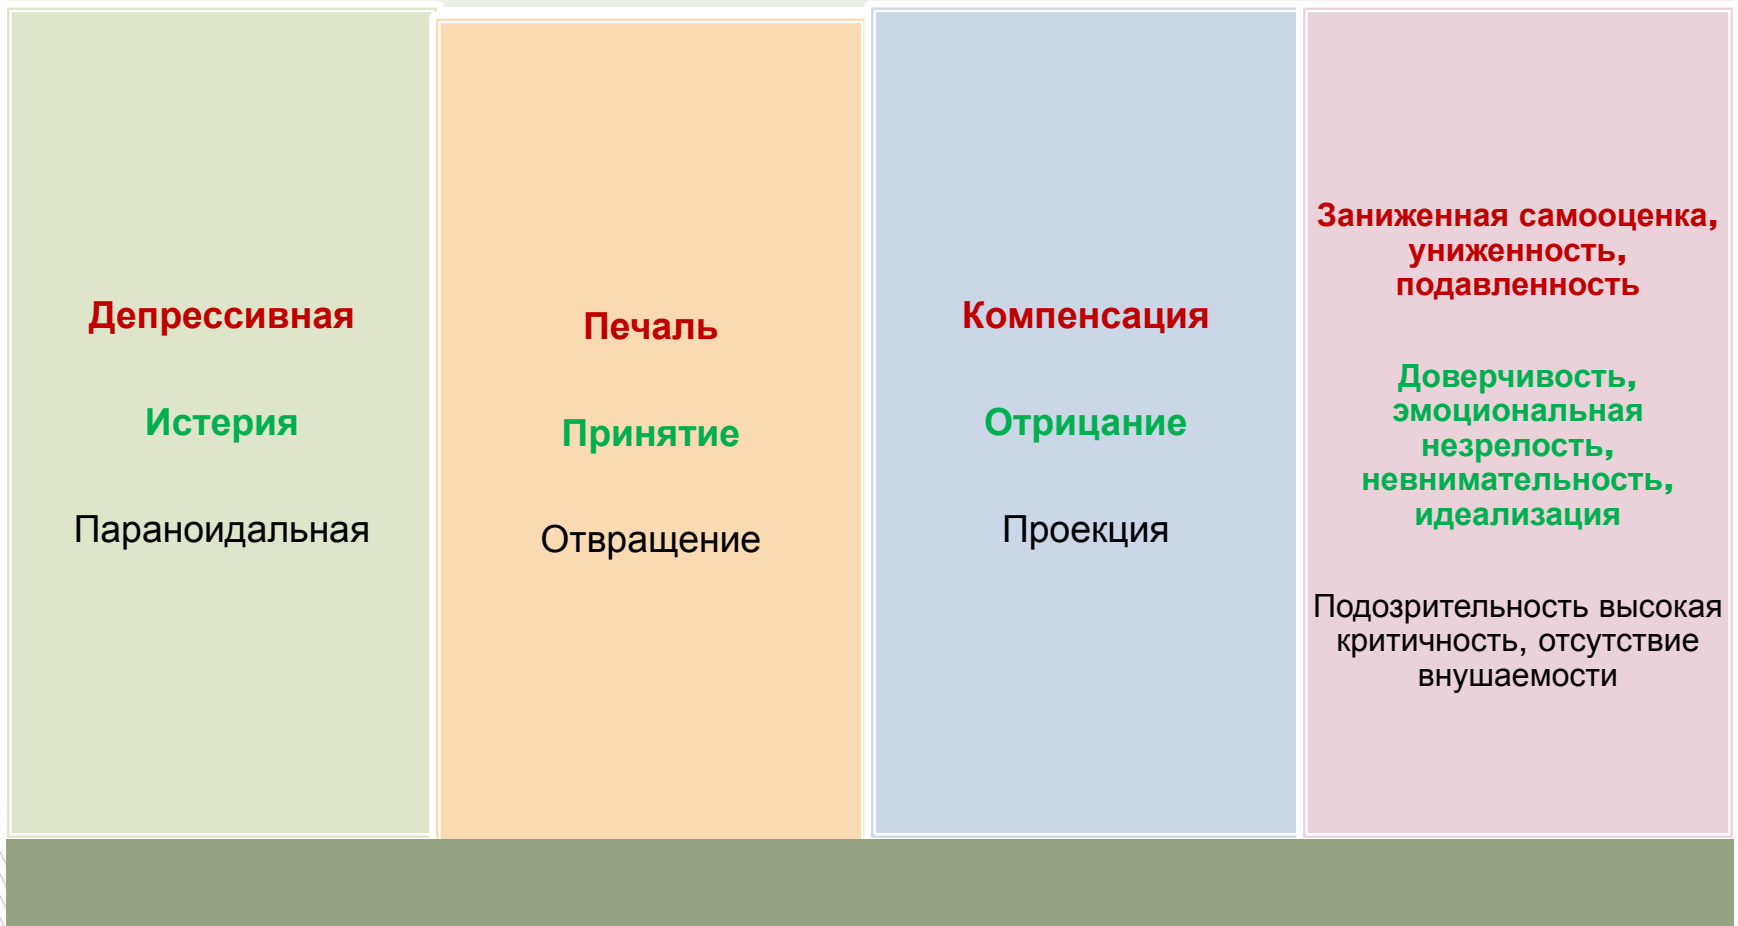 Депрессивная
Истерия
Параноидальная
Печаль
Принятие
Отвращение
Компенсация
Отрицание
Проекция
Заниженная самооценка,
униженность,
подавленность
Доверчивость,
эмоциональная
незрелость,
невнимательность,
идеализация
Подозрительность высокая
критичность, отсутствие
внушаемости